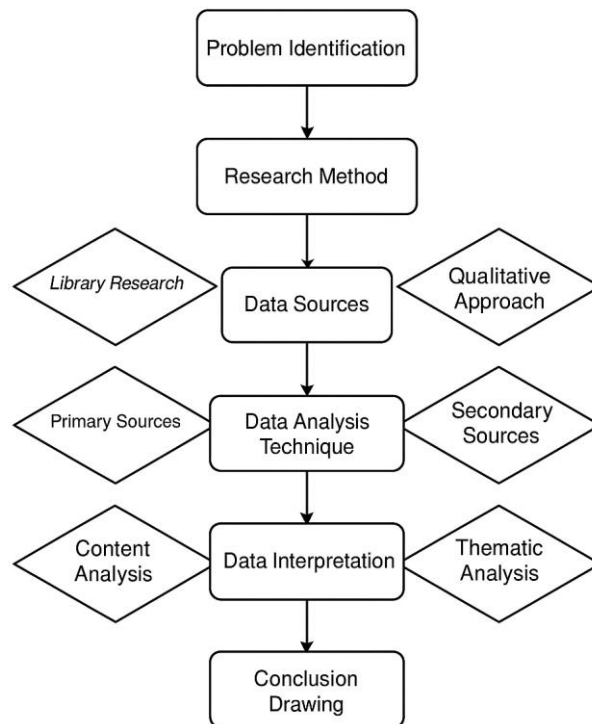 Problem Identification
Research Method
Library Research
Data Sources
Qualitative
Approach
Primary Sources
Data Analysis
Technique
Secondary
Sources
Content
Analysis
Data Interpretation
Thematic
Analysis
Conclusion
Drawing